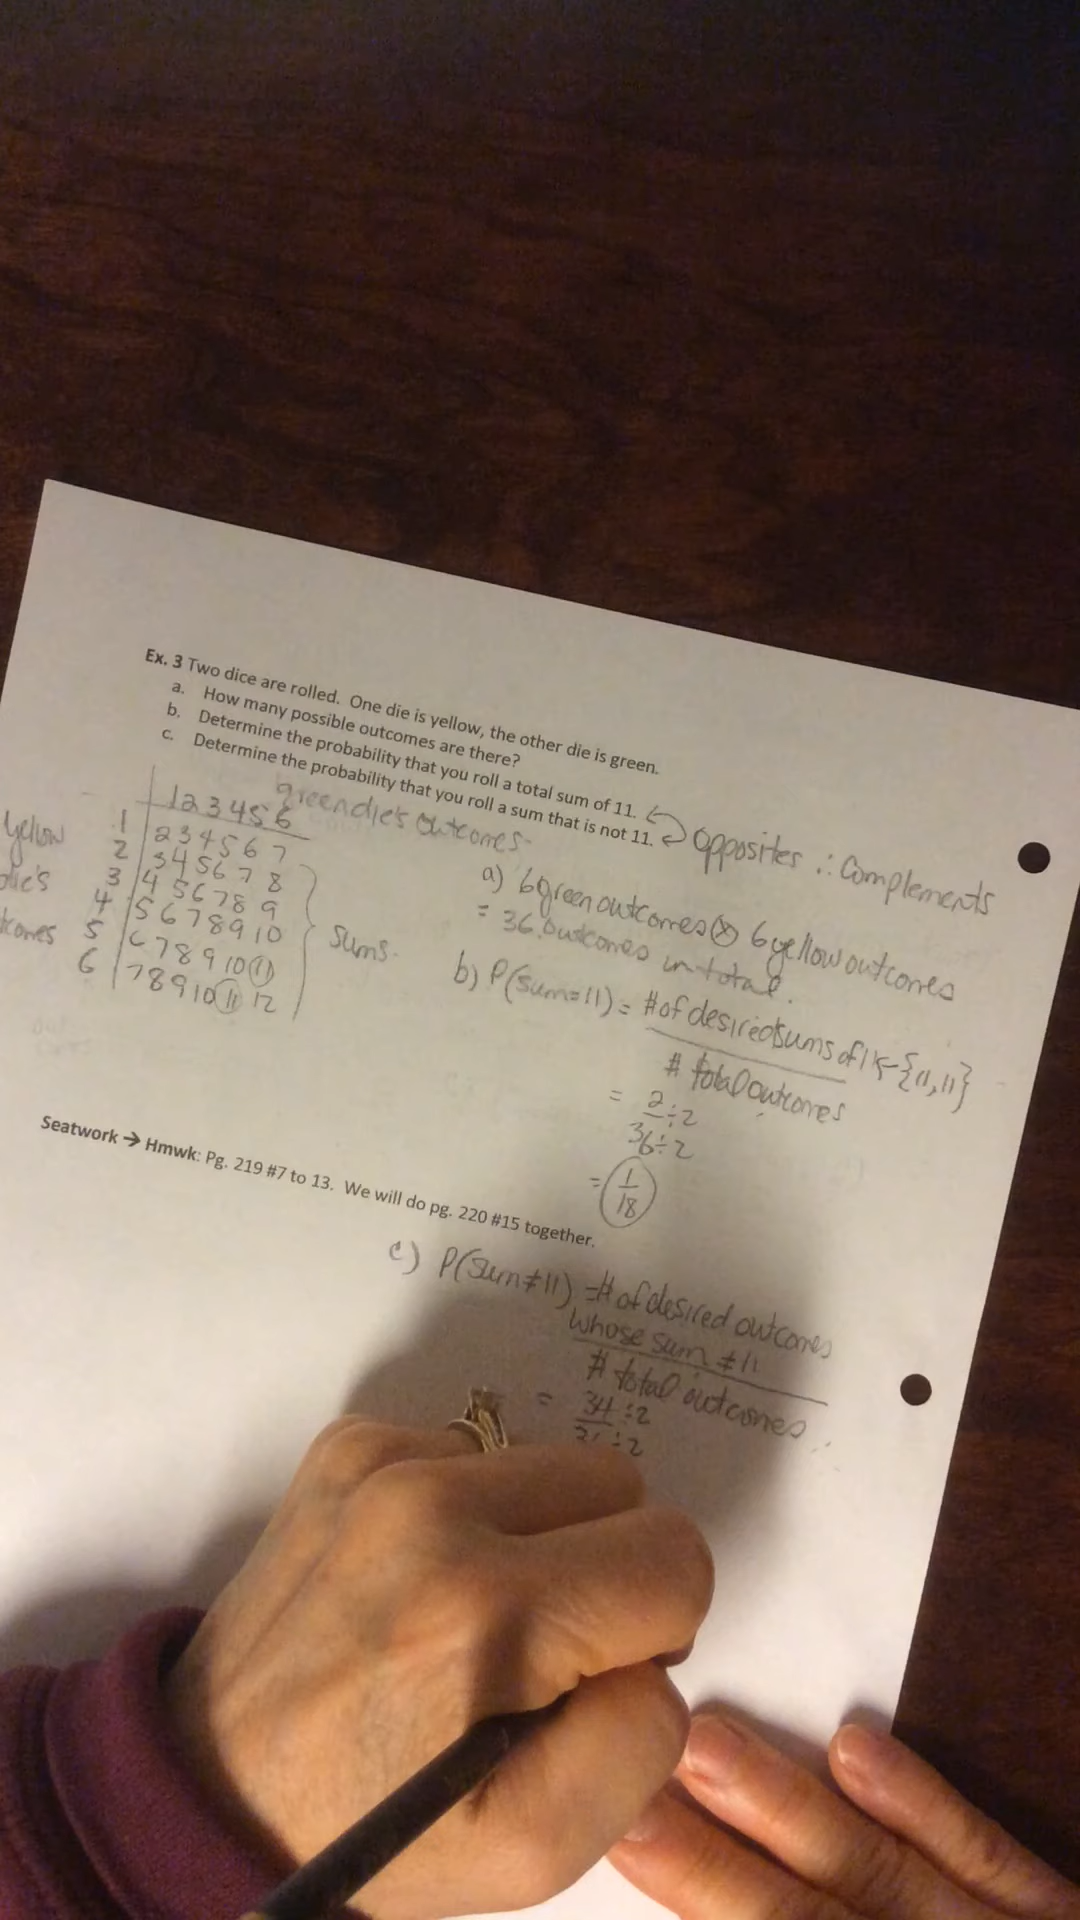 Ex. 3 Two dice are rolled. One die is yellow, the other die is green.
a. How many possible outcomes are there?
b. Determine the probability that you roll a total sum of 11.
c. Determine the probability that you roll a sum that is not 11.
Opposites ∴ Complements
green die's outcomes
1 2 3 4 5 6
Yellow
1 2 3 4 5 6 7
2 3 4 5 6 7 8
3 4 5 6 7 8 9
4 5 6 7 8 9 10
5 6 7 8 9 10 11
6 7 8 9 10 11 12
sums
a) 6 green outcomes × 6 yellow outcomes
= 36 outcomes in total.
b) P(sum=11) = # of desired sums of 11 ← {11,11}
# total outcomes
= 2 ÷2
36 ÷2
= 1
18
Seatwork → Hmwk: Pg. 219 #7 to 13. We will do pg. 220 #15 together.
c) P(Sum≠11) = # of desired outcomes
whose sum ≠ 11
# total outcomes
= 34 ÷2
÷2